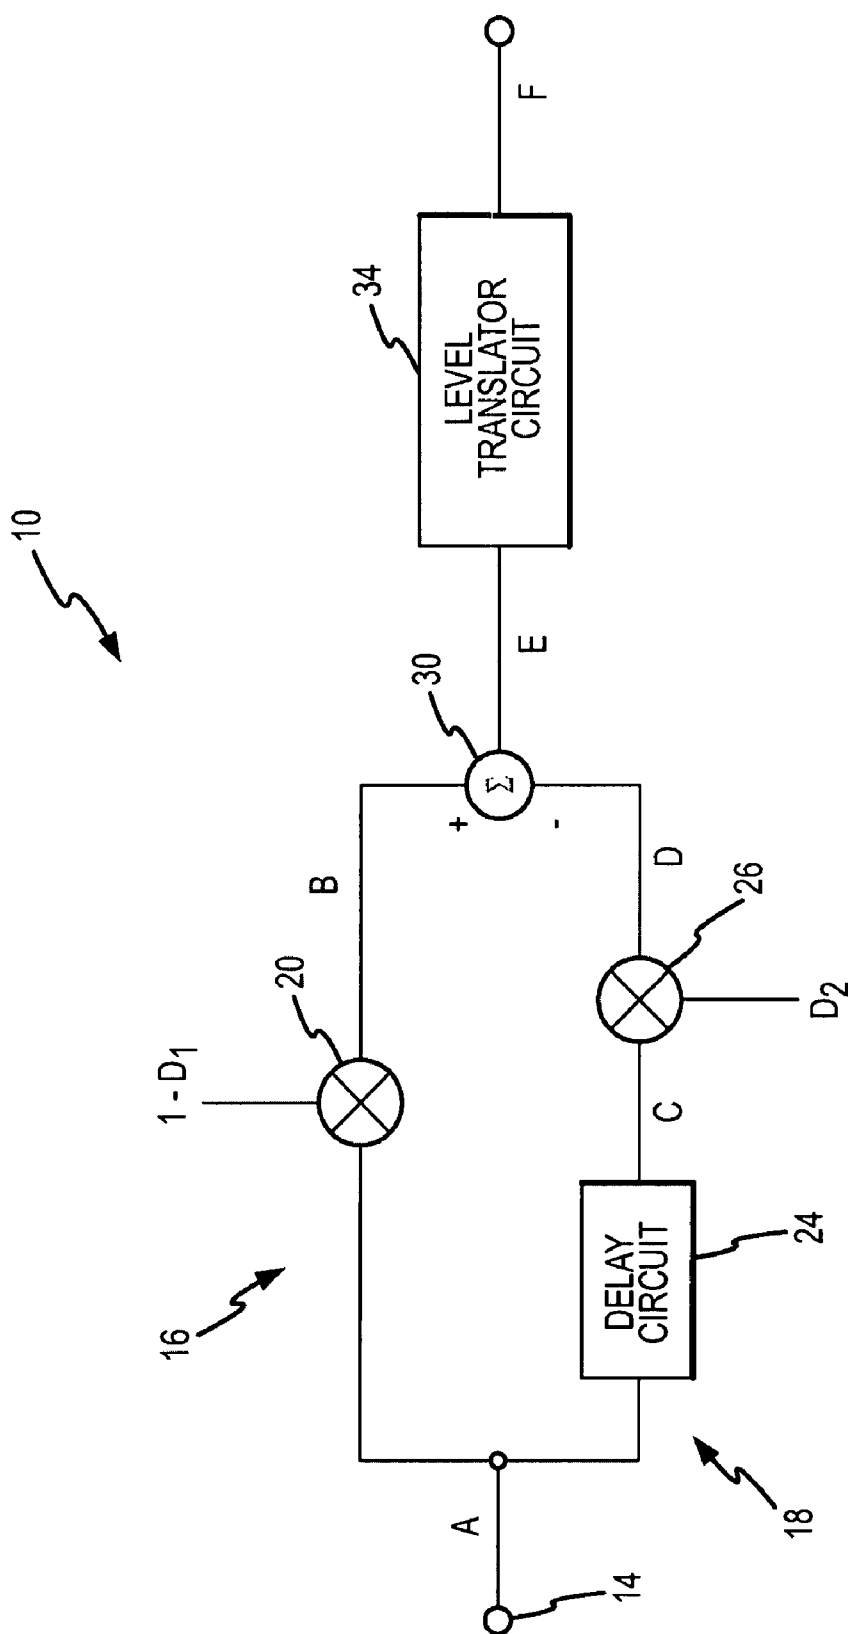 10
16
1 - D1
20
B
34
LEVEL
TRANSLATOR
CIRCUIT
A
14
+
Σ
-
30
E
F
DELAY
CIRCUIT
C
D
18
24
D2
26